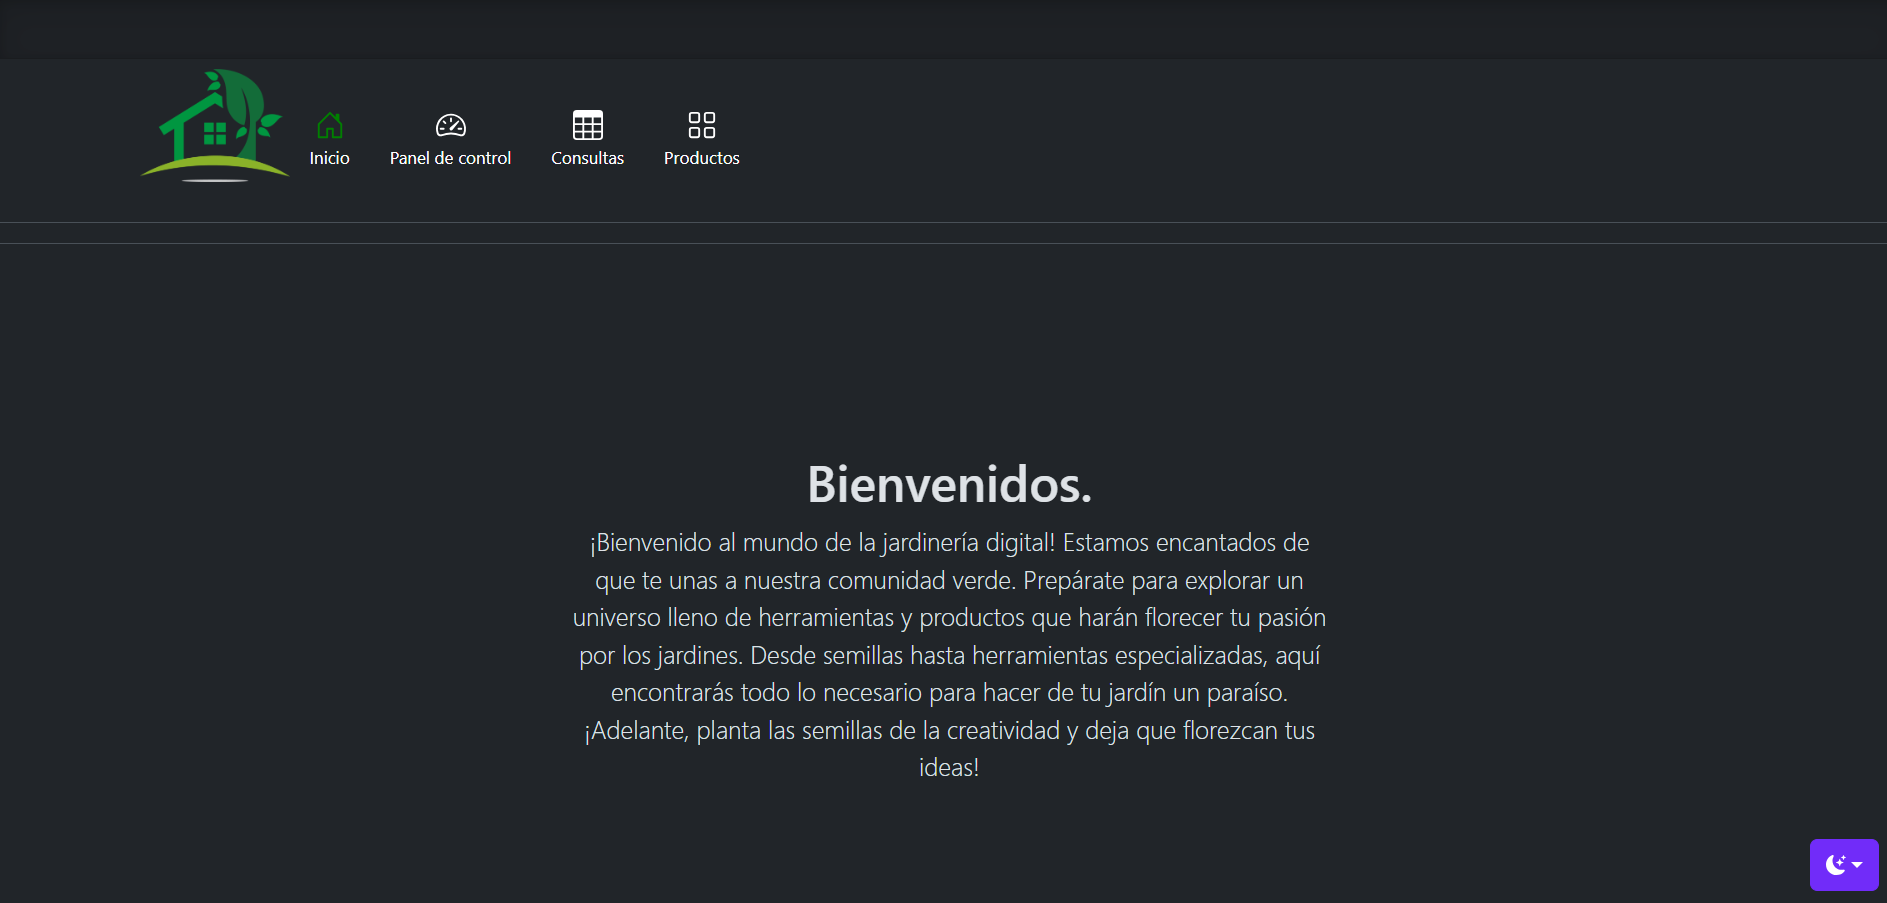 Inicio
Panel de control
Consultas
Productos
Bienvenidos.
¡Bienvenido al mundo de la jardinería digital! Estamos encantados de
que te unas a nuestra comunidad verde. Prepárate para explorar un
universo lleno de herramientas y productos que harán florecer tu pasión
por los jardines. Desde semillas hasta herramientas especializadas, aquí
encontrarás todo lo necesario para hacer de tu jardín un paraíso.
¡Adelante, planta las semillas de la creatividad y deja que florezcan tus
ideas!